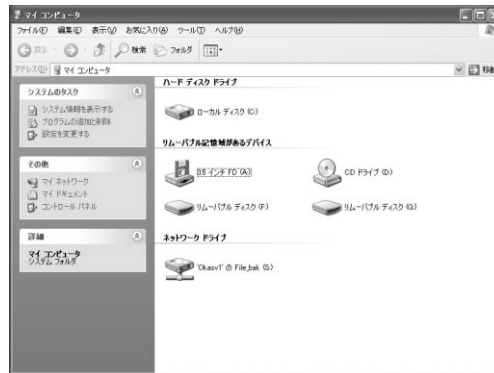 マイ コンピュータ
ファイル(F) 編集(E) 表示(V) お気に入り(A) ツール(T) ヘルプ(H)
戻る 検索 フォルダ
アドレス(D) マイ コンピュータ 移動
システムのタスク
システム情報を表示する
プログラムの追加と削除
設定を変更する
その他
マイ ネットワーク
マイ ドキュメント
コントロール パネル
詳細
マイ コンピュータ
システム フォルダ
ハード ディスク ドライブ
ローカル ディスク (C:)
リムーバブル記憶域があるデバイス
3.5 インチ FD (A:)
CD ドライブ (D:)
リムーバブル ディスク (F:)
リムーバブル ディスク (G:)
ネットワーク ドライブ
'Okasv1' の File_bak (S:)